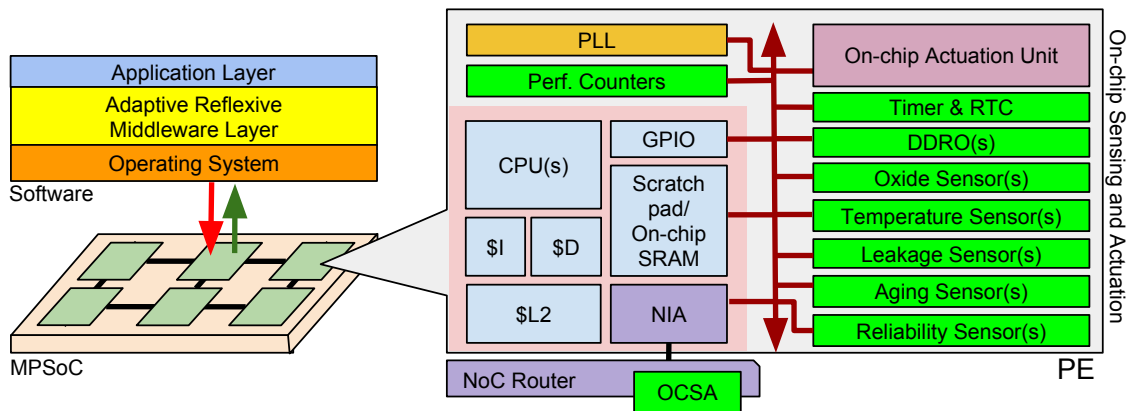 Application Layer
Adaptive Reflexive
Middleware Layer
Operating System
Software
MPSoC
PLL
Perf. Counters
CPU(s)
GPIO
Scratch
pad/
On-chip
SRAM
$I
$D
$L2
NIA
NoC Router
OCSA
On-chip Actuation Unit
Timer & RTC
DDRO(s)
Oxide Sensor(s)
Temperature Sensor(s)
Leakage Sensor(s)
Aging Sensor(s)
Reliability Sensor(s)
PE
On-chip Sensing and Actuation